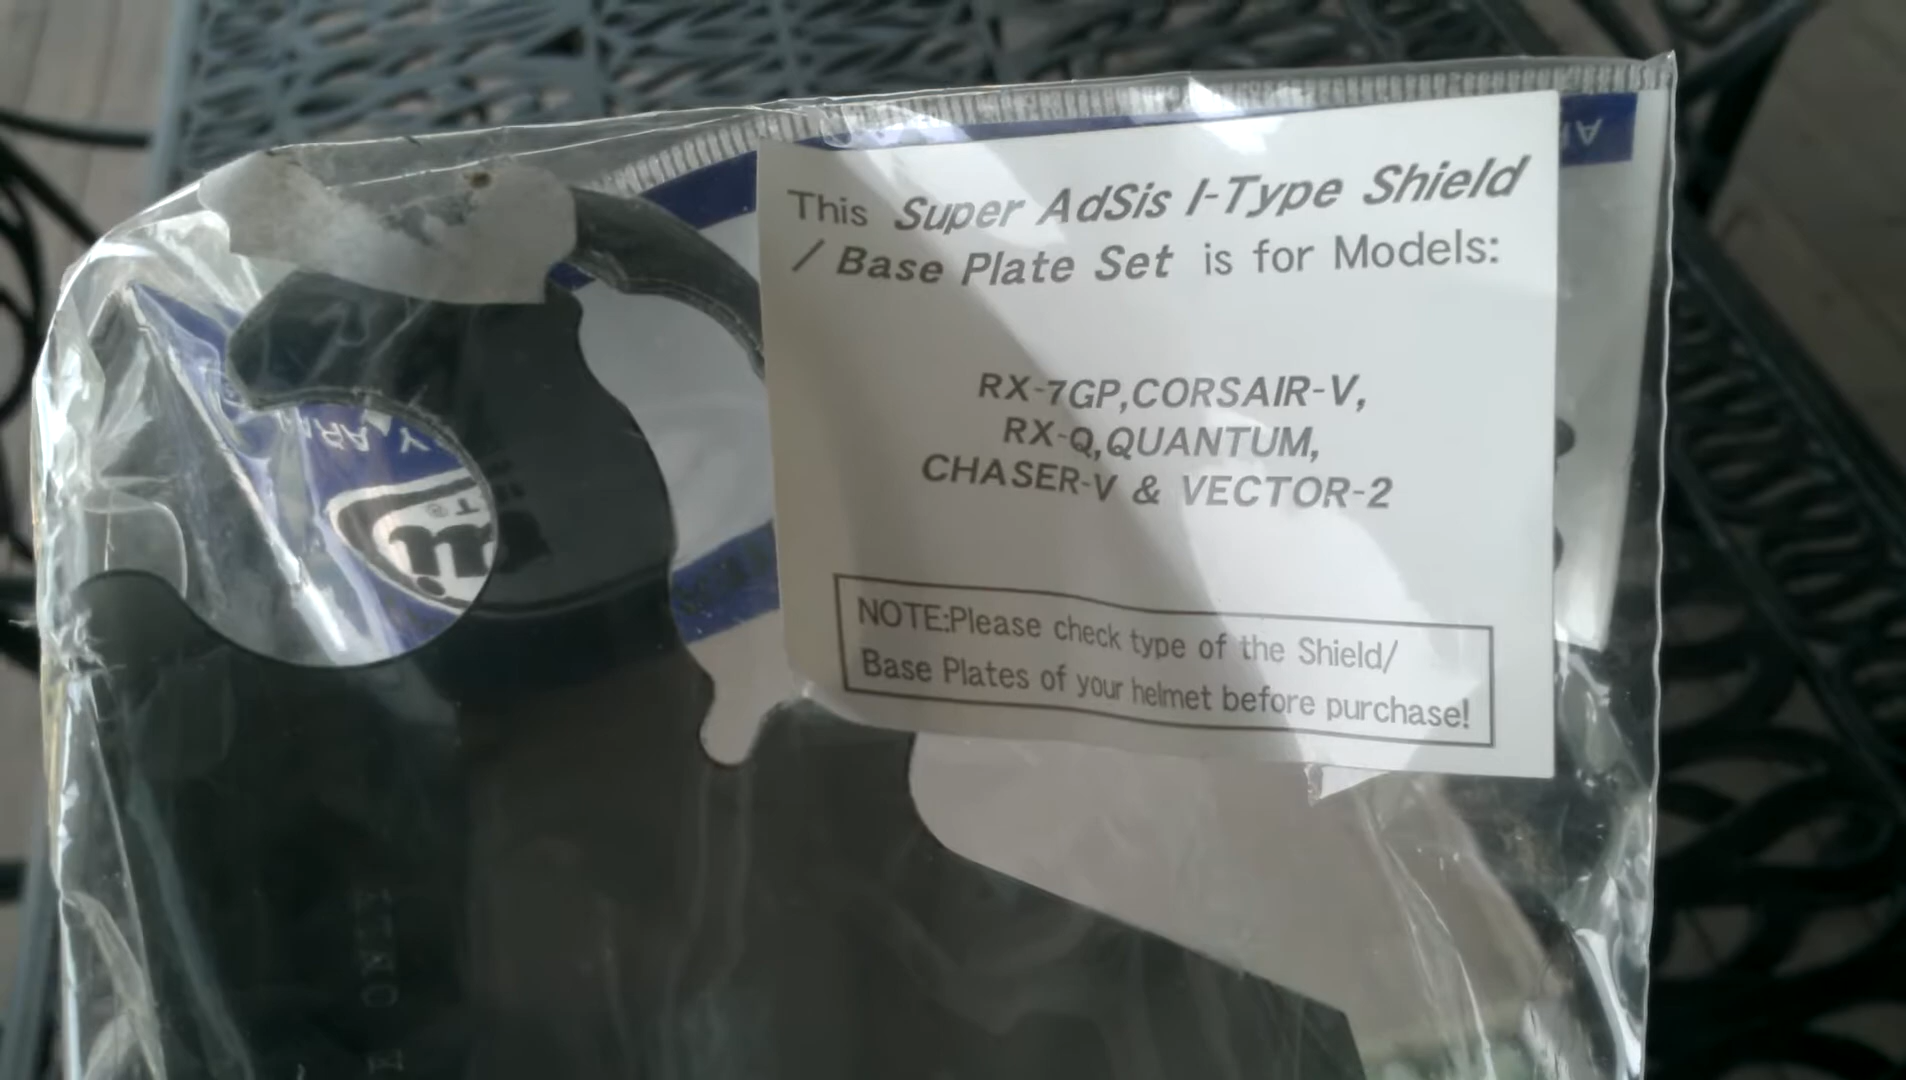 This Super AdSis I-Type Shield
/ Base Plate Set is for Models:
RX-7GP,CORSAIR-V,
RX-Q,QUANTUM,
CHASER-V & VECTOR-2
NOTE:Please check type of the Shield/
Base Plates of your helmet before purchase!